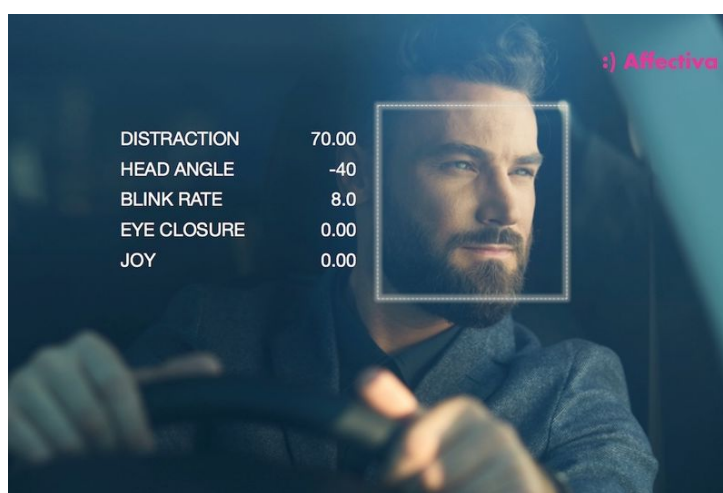 :) Affectiva
DISTRACTION 70.00
HEAD ANGLE -40
BLINK RATE 8.0
EYE CLOSURE 0.00
JOY 0.00